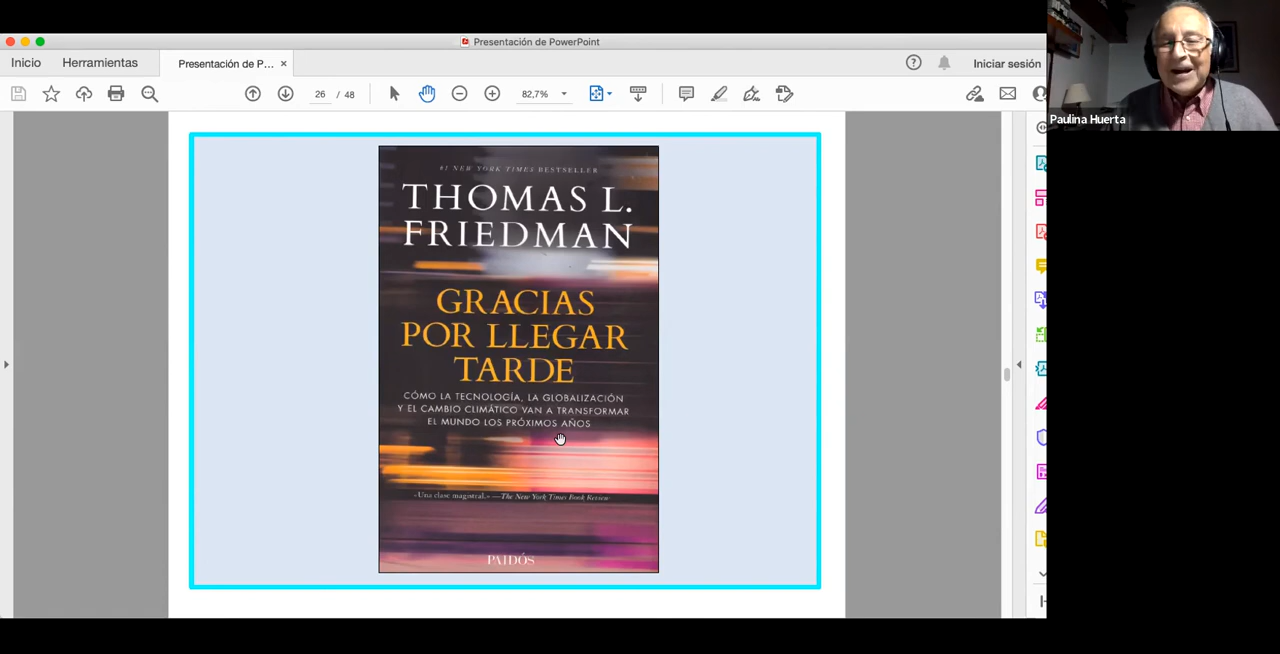 Presentación de PowerPoint
Inicio
Herramientas
Presentación de P...
Iniciar sesión
26 / 48
82,7%
#1 NEW YORK TIMES BESTSELLER
THOMAS L.
FRIEDMAN
GRACIAS
POR LLEGAR
TARDE
CÓMO LA TECNOLOGÍA, LA GLOBALIZACIÓN
Y EL CAMBIO CLIMÁTICO VAN A TRANSFORMAR
EL MUNDO LOS PRÓXIMOS AÑOS
«Una clase magistral.» —The New York Times Book Review
PAIDÓS
Paulina Huerta